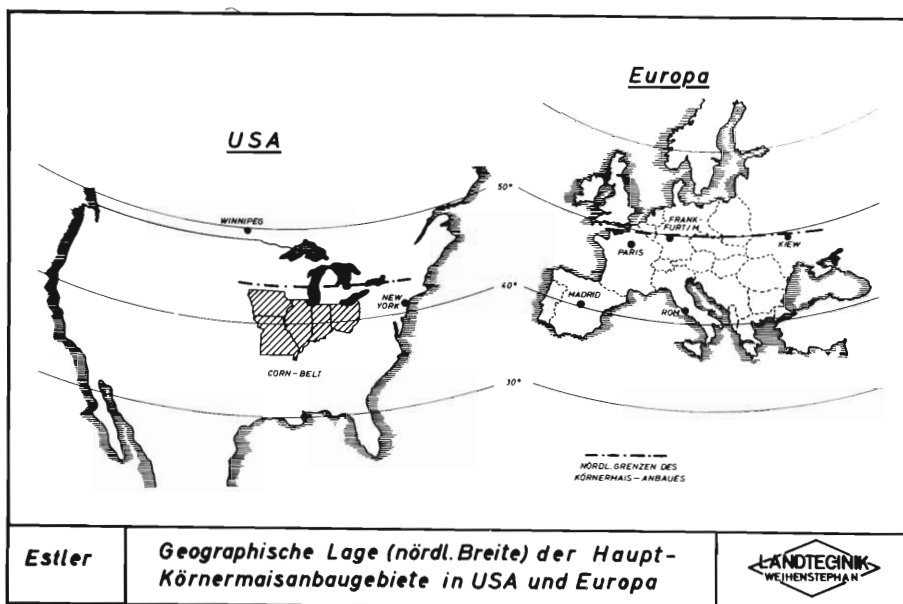 USA
Europa
WINNIPEG
50°
FRANK-
FURT/M.
PARIS
KIEW
NEW
YORK
40°
MADRID
ROM
CORN-BELT
30°
NÖRDL. GRENZEN DES
KÖRNERMAIS-ANBAUES
Estler
Geographische Lage (nördl. Breite) der Haupt-
Körnermaisanbaugebiete in USA und Europa
LANDTECHNIK
WEIHENSTEPHAN